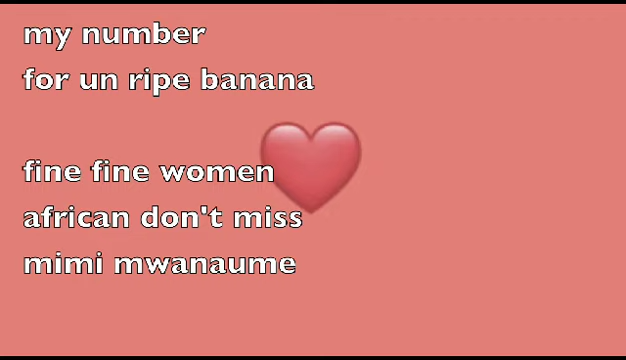 my number
for un ripe banana
fine fine women
african don't miss
mimi mwanaume